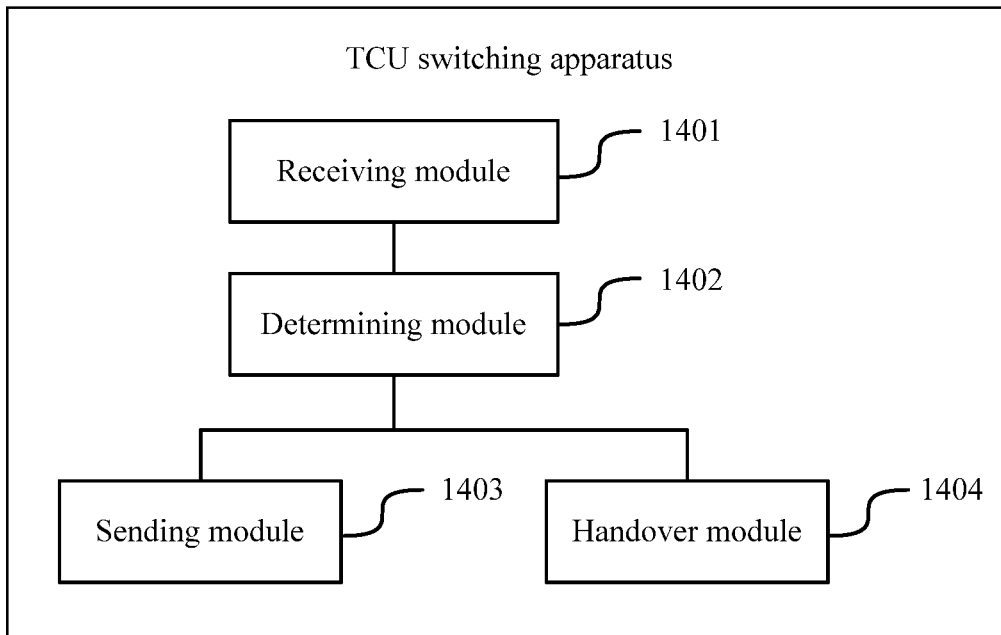 TCU switching apparatus
1401
Receiving module
1402
Determining module
1403
Sending module
1404
Handover module